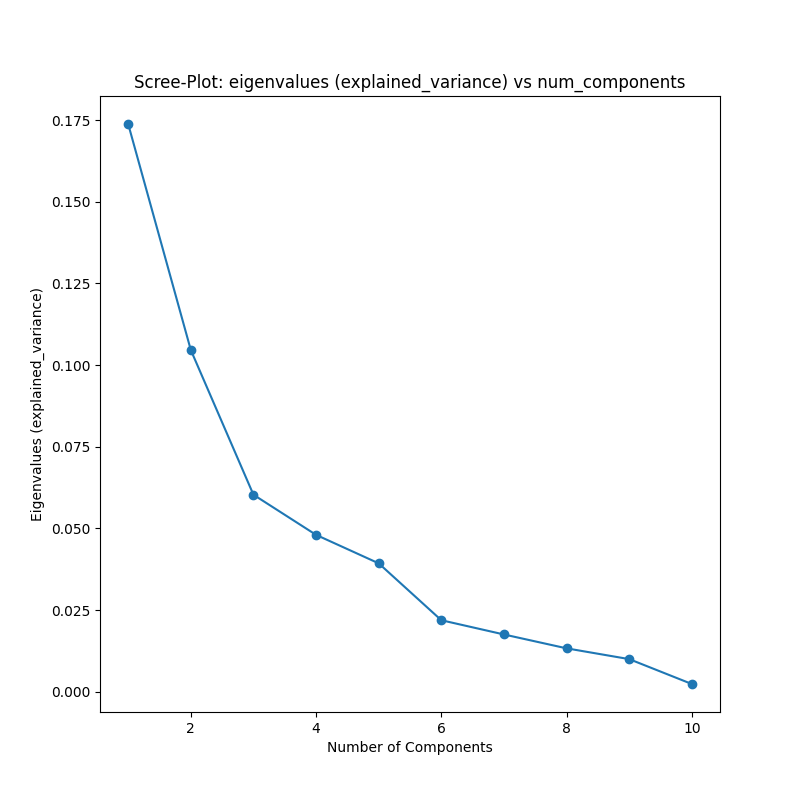 Scree-Plot: eigenvalues (explained_variance) vs num_components
0.175
0.150
0.125
0.100
0.075
0.050
0.025
0.000
Eigenvalues (explained_variance)
2 4 6 8 10
Number of Components